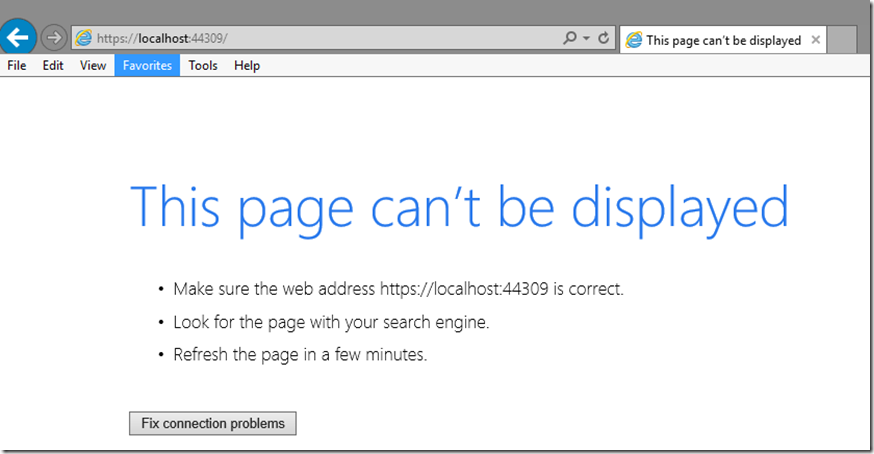 https://localhost:44309/
This page can't be displayed
File Edit View Favorites Tools Help
This page can't be displayed
• Make sure the web address https://localhost:44309 is correct.
• Look for the page with your search engine.
• Refresh the page in a few minutes.
Fix connection problems